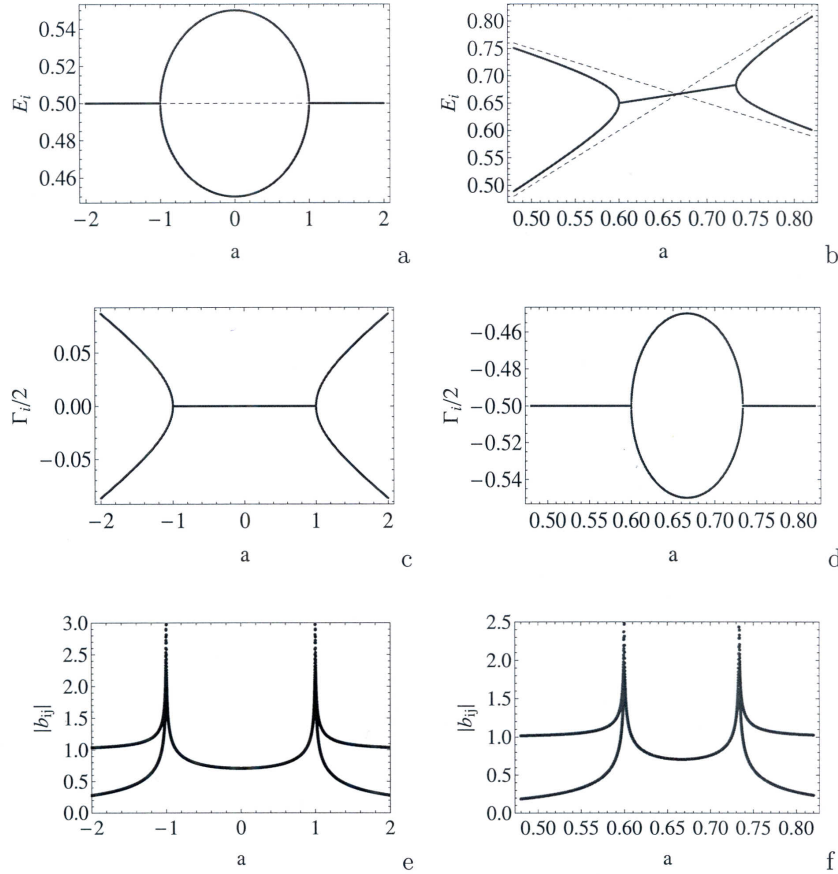 0.54
0.52
0.50
0.48
0.46
E_i
−2 −1 0 1 2
a
a
0.80
0.75
0.70
0.65
0.60
0.55
0.50
E_i
0.50 0.55 0.60 0.65 0.70 0.75 0.80
a
b
0.05
0.00
−0.05
Γ_i/2
−2 −1 0 1 2
a
c
−0.46
−0.48
−0.50
−0.52
−0.54
Γ_i/2
0.50 0.55 0.60 0.65 0.70 0.75 0.80
a
d
3.0
2.5
2.0
1.5
1.0
0.5
0.0
|b_ij|
−2 −1 0 1 2
a
e
2.5
2.0
1.5
1.0
0.5
0.0
|b_ij|
0.50 0.55 0.60 0.65 0.70 0.75 0.80
a
f